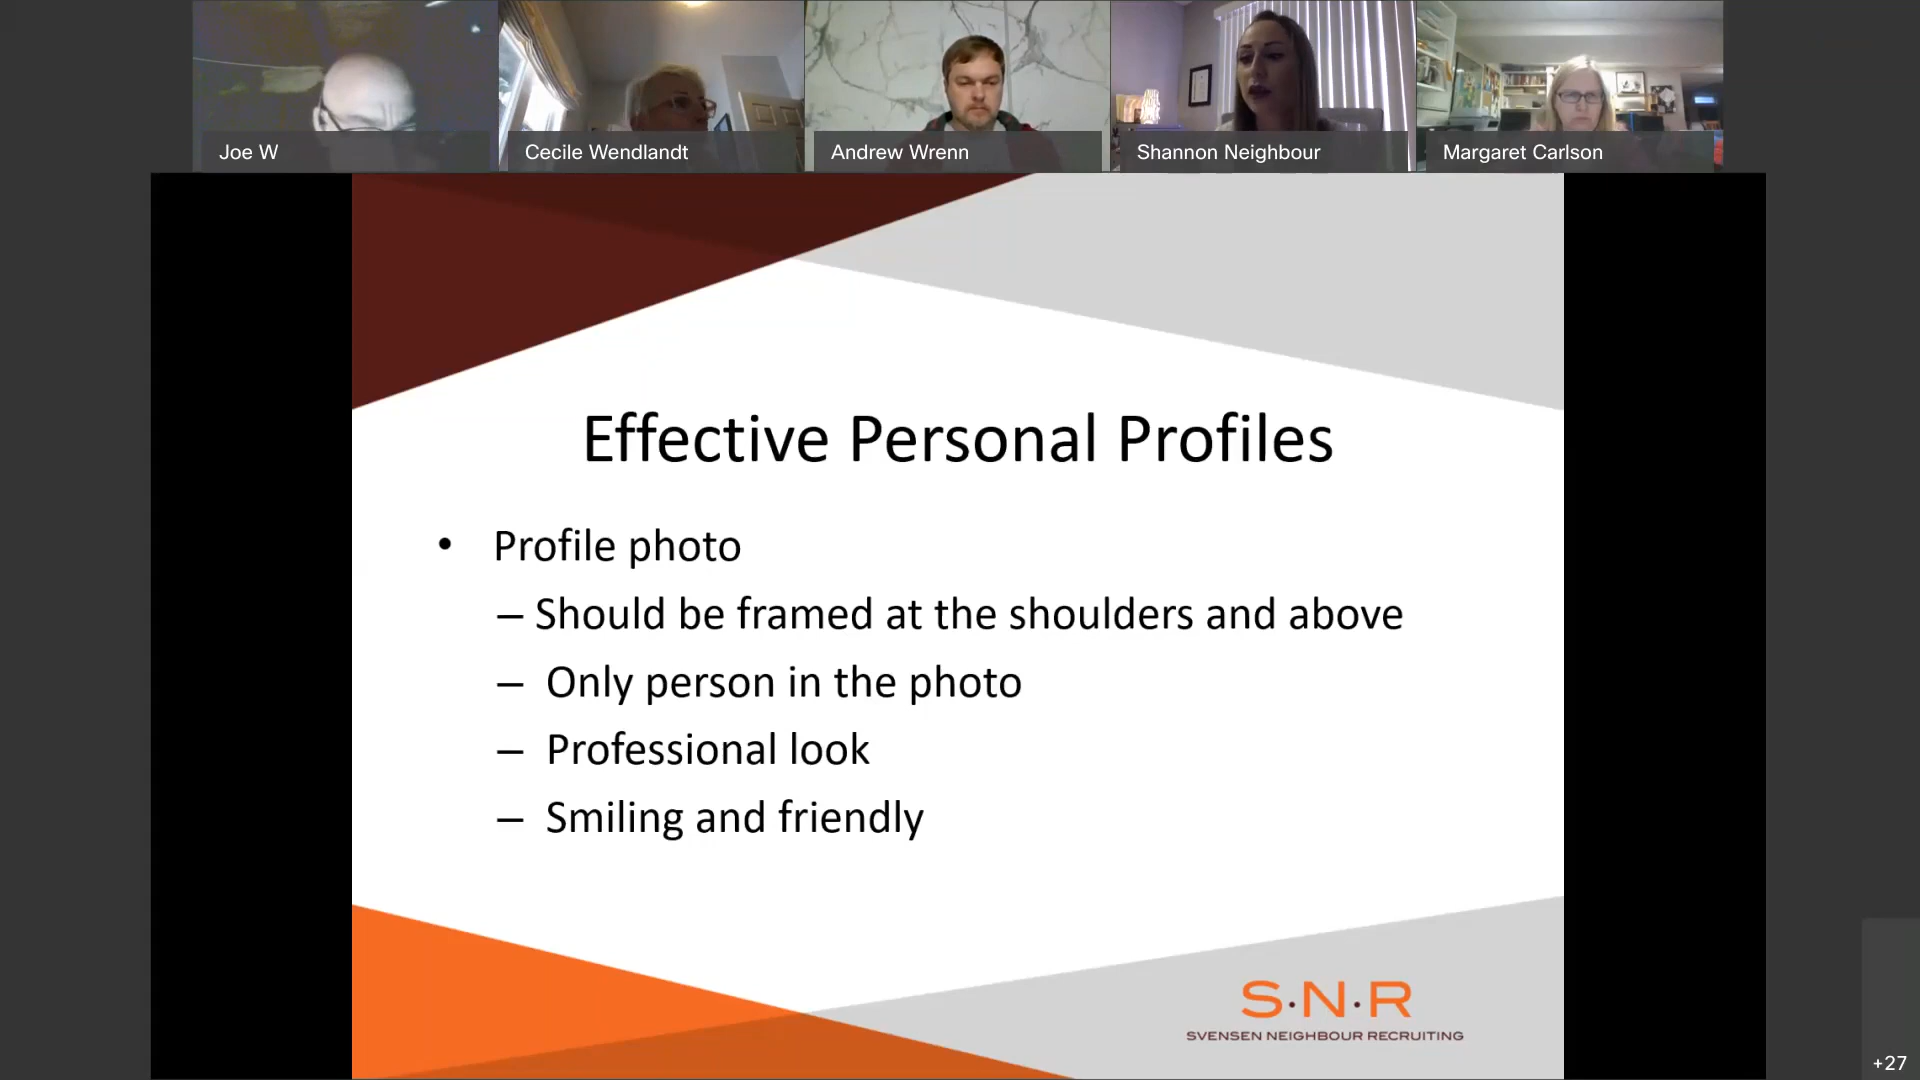 Joe W
Cecile Wendlandt
Andrew Wrenn
Shannon Neighbour
Margaret Carlson
Effective Personal Profiles
• Profile photo
– Should be framed at the shoulders and above
– Only person in the photo
– Professional look
– Smiling and friendly
S·N·R
SVENSEN NEIGHBOUR RECRUITING
+27